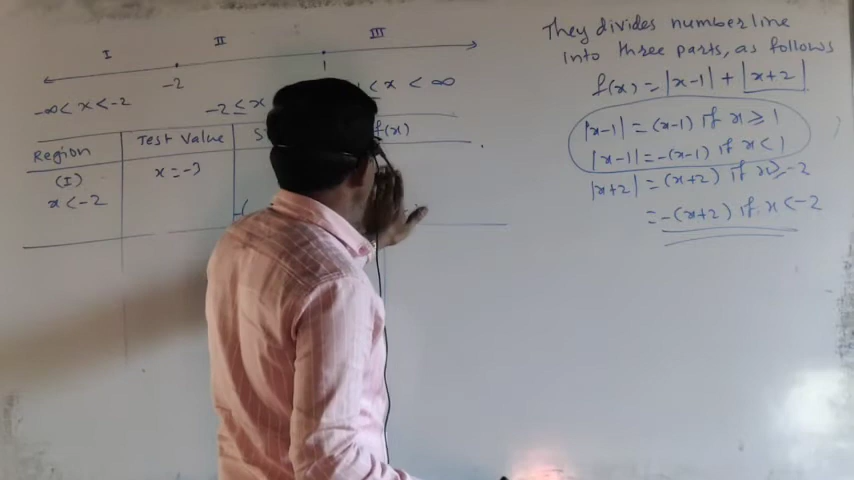 I II III
-2 1
-∞ < x < -2 -2 ≤ x < x < ∞
Region Test Value f(x)
(I) x = -3
x < -2
They divides number line
into three parts, as follows
f(x) = |x-1| + |x+2|
|x-1| = (x-1) if x ≥ 1
|x-1| = -(x-1) if x < 1
|x+2| = (x+2) if x ≥ -2
= -(x+2) if x < -2